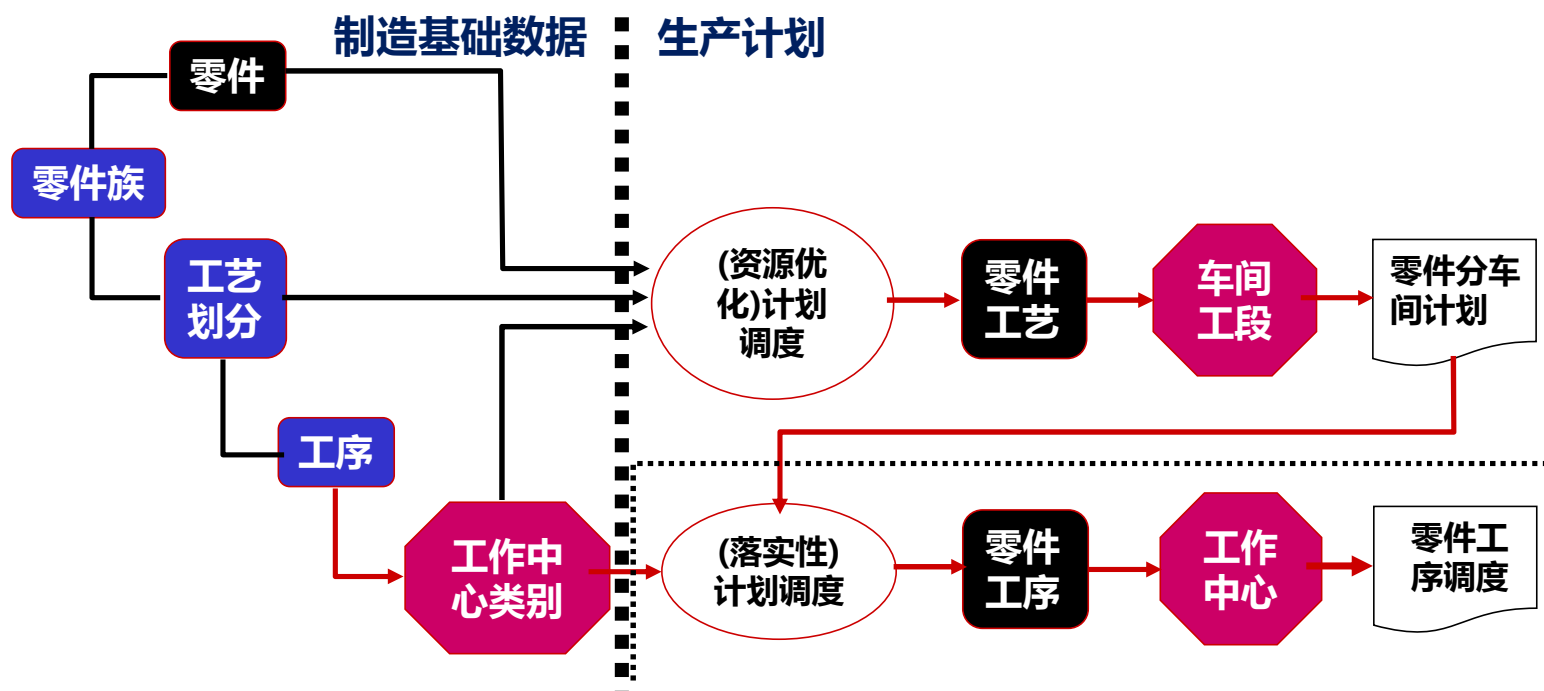 制造基础数据
生产计划
零件
零件族
工艺
划分
工序
工作中
心类别
(资源优
化)计划
调度
零件
工艺
车间
工段
零件分车
间计划
(落实性)
计划调度
零件
工序
工作
中心
零件工
序调度